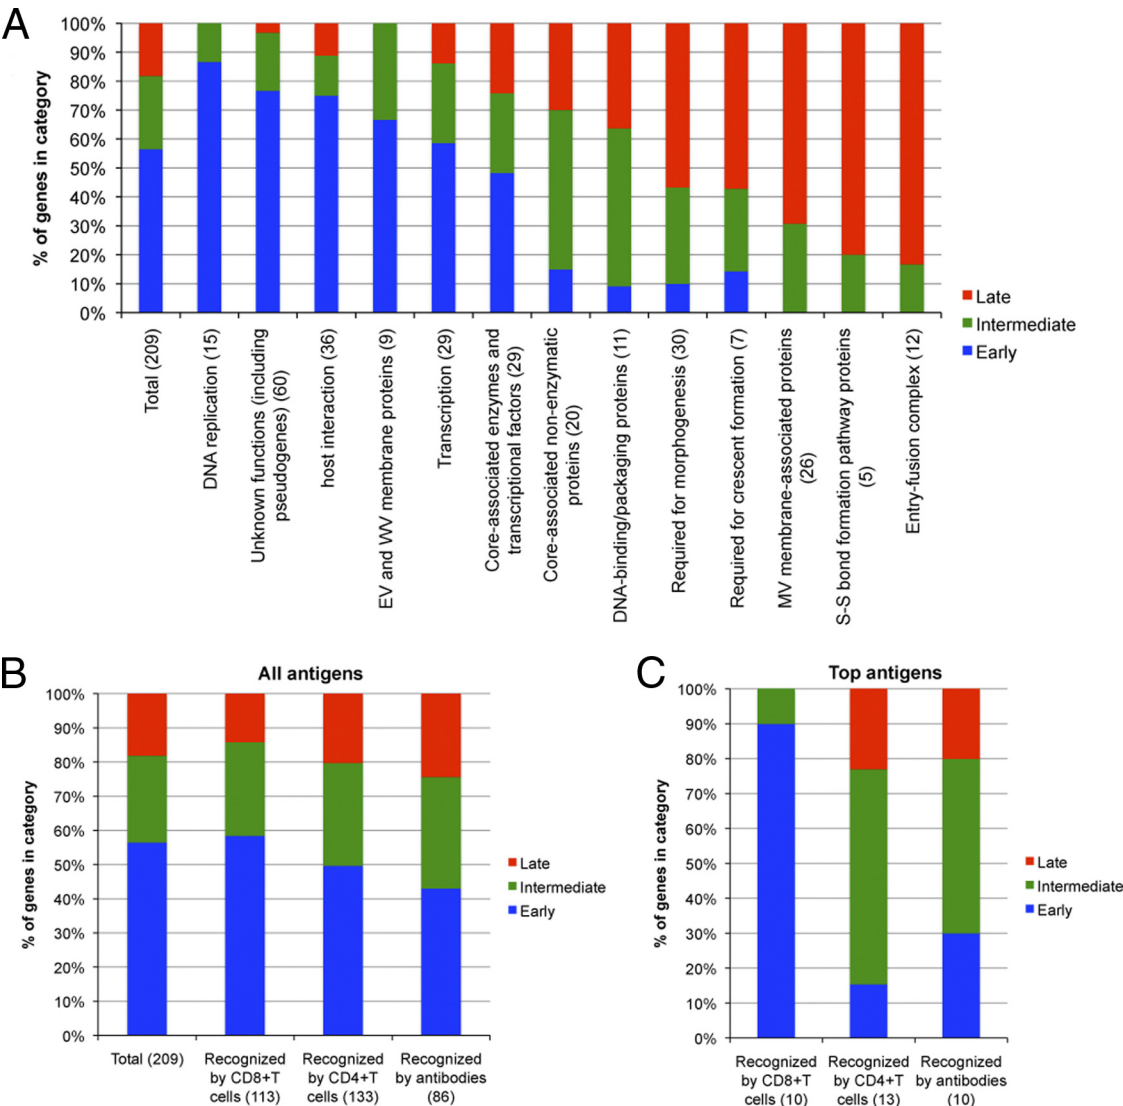 A
100%
90%
80%
70%
60%
50%
40%
30%
20%
10%
0%
% of genes in category
Total (209)
DNA replication (15)
Unknown functions (including
pseudogenes) (60)
host interaction (36)
EV and WV membrane proteins (9)
Transcription (29)
Core-associated enzymes and
transcriptional factors (29)
Core-associated non-enzymatic
proteins (20)
DNA-binding/packaging proteins (11)
Required for morphogenesis (30)
Required for crescent formation (7)
MV membrane-associated proteins
(26)
S-S bond formation pathway proteins
(5)
Entry-fusion complex (12)
Late
Intermediate
Early
B
All antigens
100%
90%
80%
70%
60%
50%
40%
30%
20%
10%
0%
% of genes in category
Total (209)
Recognized
by CD8+T
cells (113)
Recognized
by CD4+T
cells (133)
Recognized
by antibodies
(86)
Late
Intermediate
Early
C
Top antigens
100%
90%
80%
70%
60%
50%
40%
30%
20%
10%
0%
% of genes in category
Recognized
by CD8+T
cells (10)
Recognized
by CD4+T
cells (13)
Recognized
by antibodies
(10)
Late
Intermediate
Early